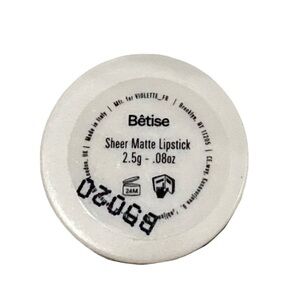 Bêtise
Sheer Matte Lipstick
2.5g - .08oz
Made in Italy | Mfr. for VIOLETTE_FR | Brooklyn, NY 11205 |
24M
B9020